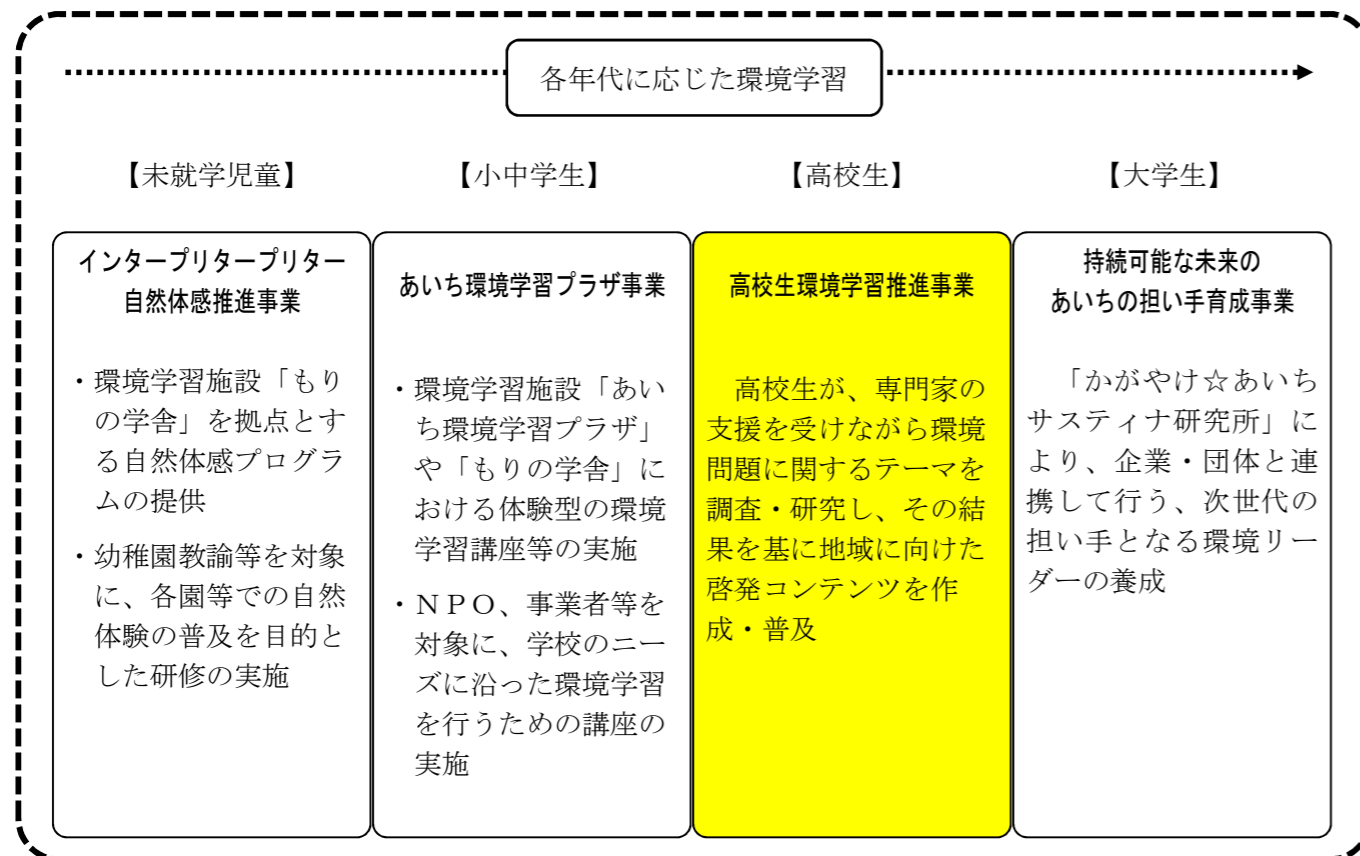 各年代に応じた環境学習
【未就学児童】
【小中学生】
【高校生】
【大学生】
インタープリタープリター
自然体感推進事業
・環境学習施設「もり
の学舎」を拠点とす
る自然体感プログラ
ムの提供
・幼稚園教諭等を対象
に、各園等での自然
体験の普及を目的と
した研修の実施
あいち環境学習プラザ事業
・環境学習施設「あい
ち環境学習プラザ」
や「もりの学舎」に
おける体験型の環境
学習講座等の実施
・ＮＰＯ、事業者等を
対象に、学校のニー
ズに沿った環境学習
を行うための講座の
実施
高校生環境学習推進事業
高校生が、専門家の
支援を受けながら環境
問題に関するテーマを
調査・研究し、その結
果を基に地域に向けた
啓発コンテンツを作
成・普及
持続可能な未来の
あいちの担い手育成事業
「かがやけ☆あいち
サスティナ研究所」に
より、企業・団体と連
携して行う、次世代の
担い手となる環境リー
ダーの養成